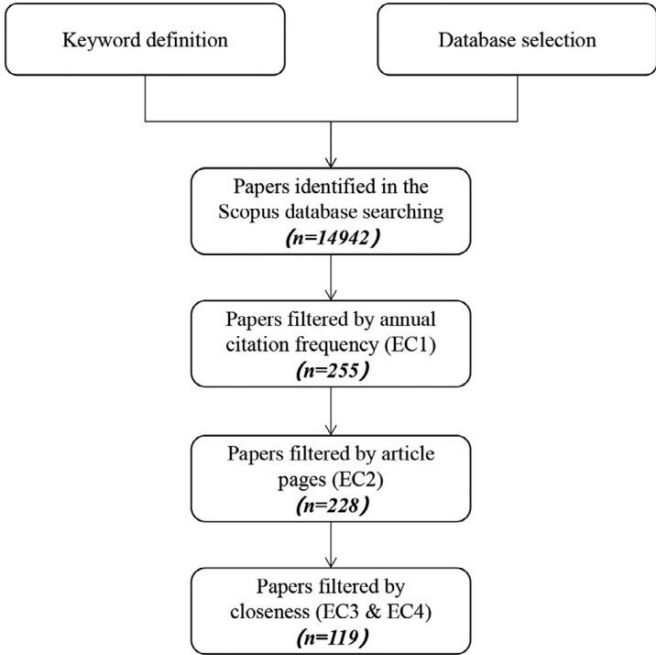 Keyword definition
Database selection
Papers identified in the
Scopus database searching
(n=14942)
Papers filtered by annual
citation frequency (EC1)
(n=255)
Papers filtered by article
pages (EC2)
(n=228)
Papers filtered by
closeness (EC3 & EC4)
(n=119)